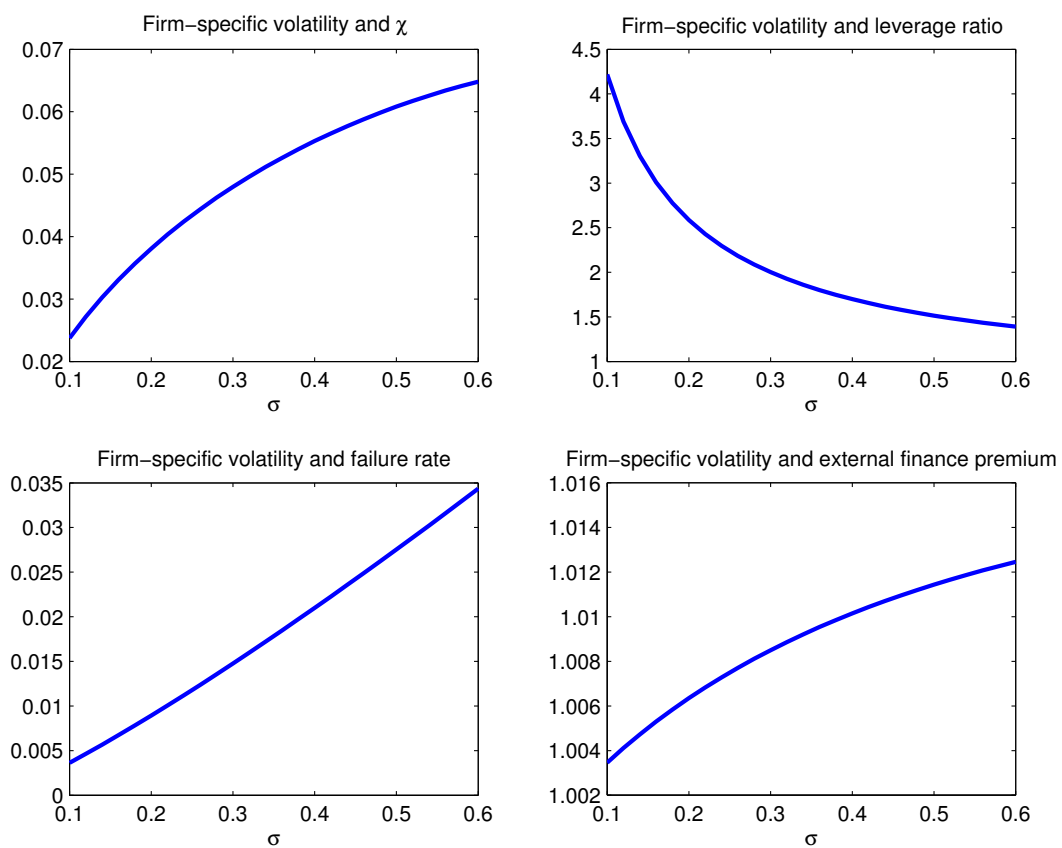 Firm−specific volatility and χ
0.07
0.06
0.05
0.04
0.03
0.02
0.1 0.2 0.3 0.4 0.5 0.6
σ
Firm−specific volatility and leverage ratio
4.5
4
3.5
3
2.5
2
1.5
1
0.1 0.2 0.3 0.4 0.5 0.6
σ
Firm−specific volatility and failure rate
0.035
0.03
0.025
0.02
0.015
0.01
0.005
0
0.1 0.2 0.3 0.4 0.5 0.6
σ
Firm−specific volatility and external finance premium
1.016
1.014
1.012
1.01
1.008
1.006
1.004
1.002
0.1 0.2 0.3 0.4 0.5 0.6
σ